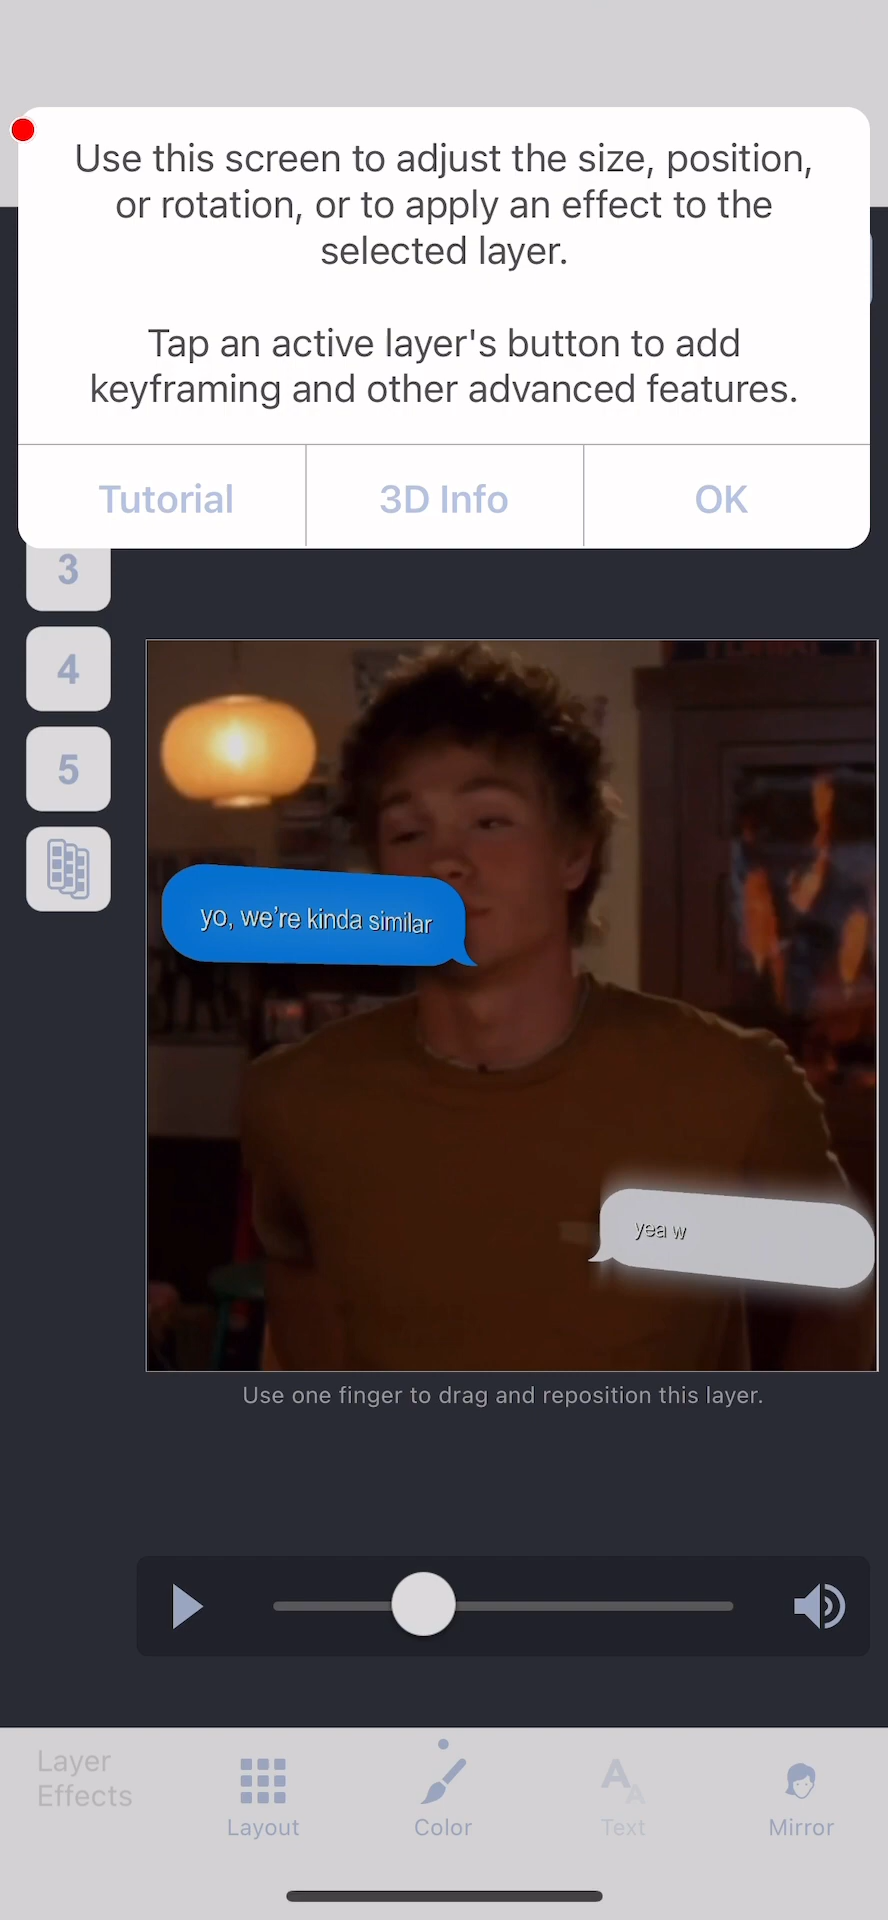 Use this screen to adjust the size, position,
or rotation, or to apply an effect to the
selected layer.
Tap an active layer's button to add
keyframing and other advanced features.
Tutorial
3D Info
OK
3
4
5
yo, we’re kinda similar
yea w
Use one finger to drag and reposition this layer.
Layer
Effects
Layout
Color
Text
Mirror